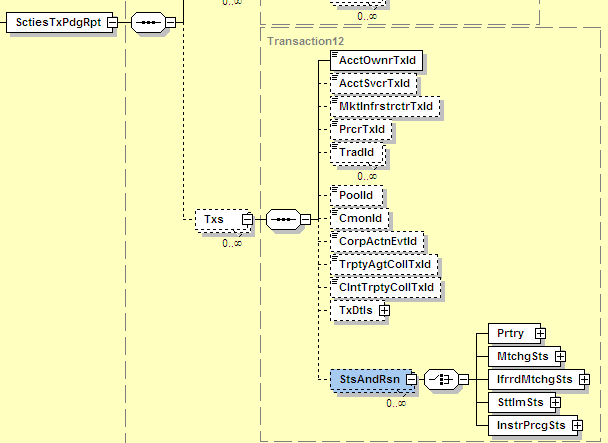 0..∞
0..∞
SctiesTxPdgRpt
Transaction12
AcctOwnrTxId
AcctSvcrTxId
MktInfrstrctrTxId
PrcrTxId
TradId
0..∞
PoolId
Txs
0..∞
CmonId
CorpActnEvtId
TrptyAgtCollTxId
ClntTrptyCollTxId
TxDtls
Prtry
MtchgSts
StsAndRsn
0..∞
IfrrdMtchgSts
SttlmSts
InstrPrcgSts